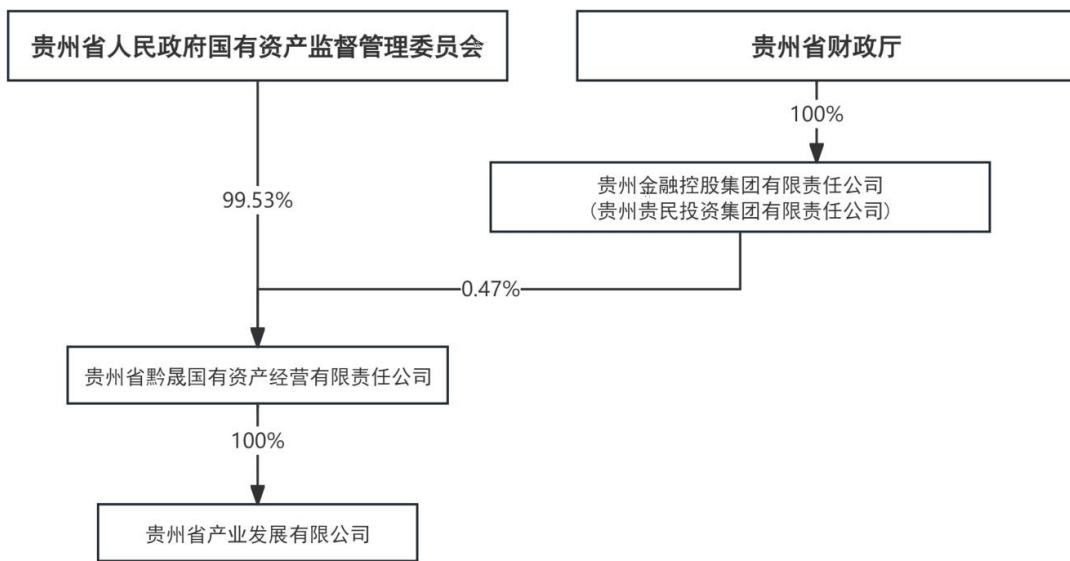 贵州省人民政府国有资产监督管理委员会
贵州省财政厅
100%
贵州金融控股集团有限责任公司
(贵州贵民投资集团有限责任公司)
99.53%
0.47%
贵州省黔晟国有资产经营有限责任公司
100%
贵州省产业发展有限公司